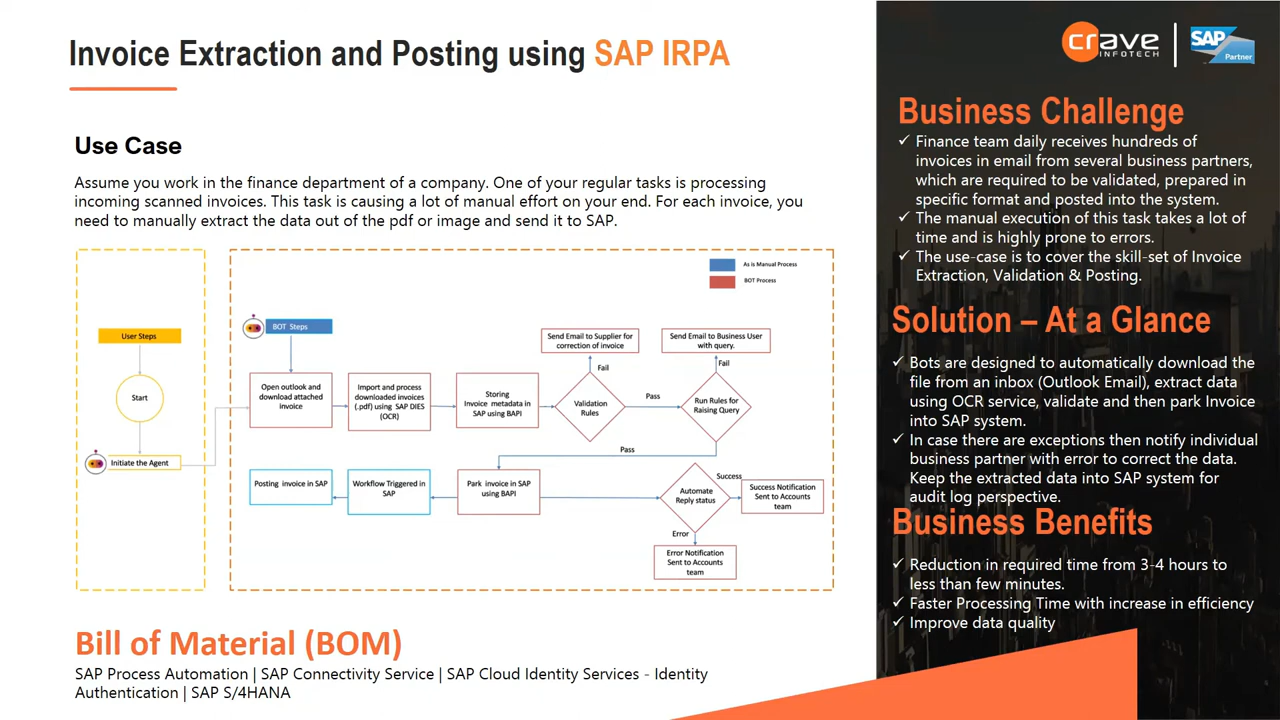 Invoice Extraction and Posting using SAP IRPA
Use Case
Assume you work in the finance department of a company. One of your regular tasks is processing
incoming scanned invoices. This task is causing a lot of manual effort on your end. For each invoice, you
need to manually extract the data out of the pdf or image and send it to SAP.
As is Manual Process
BOT Process
User Steps
Start
Initiate the Agent
BOT Steps
Open outlook and
download attached
invoice
Import and process
downloaded invoices
(.pdf) using SAP DIES
(OCR)
Storing
Invoice metadata in
SAP using BAPI
Send Email to Supplier for
correction of invoice
Fail
Validation
Rules
Pass
Send Email to Business User
with query.
Fail
Run Rules for
Raising Query
Pass
Posting invoice in SAP
Workflow Triggered in
SAP
Park invoice in SAP
using BAPI
Automate
Reply status
Success
Success Notification
Sent to Accounts
team
Error
Error Notification
Sent to Accounts
team
Bill of Material (BOM)
SAP Process Automation | SAP Connectivity Service | SAP Cloud Identity Services - Identity
Authentication | SAP S/4HANA
crave
INFOTECH
SAP
Partner
Business Challenge
✓ Finance team daily receives hundreds of
invoices in email from several business partners,
which are required to be validated, prepared in
specific format and posted into the system.
✓ The manual execution of this task takes a lot of
time and is highly prone to errors.
✓ The use-case is to cover the skill-set of Invoice
Extraction, Validation & Posting.
Solution – At a Glance
✓ Bots are designed to automatically download the
file from an inbox (Outlook Email), extract data
using OCR service, validate and then park Invoice
into SAP system.
✓ In case there are exceptions then notify individual
business partner with error to correct the data.
Keep the extracted data into SAP system for
audit log perspective.
Business Benefits
✓ Reduction in required time from 3-4 hours to
less than few minutes.
✓ Faster Processing Time with increase in efficiency
✓ Improve data quality